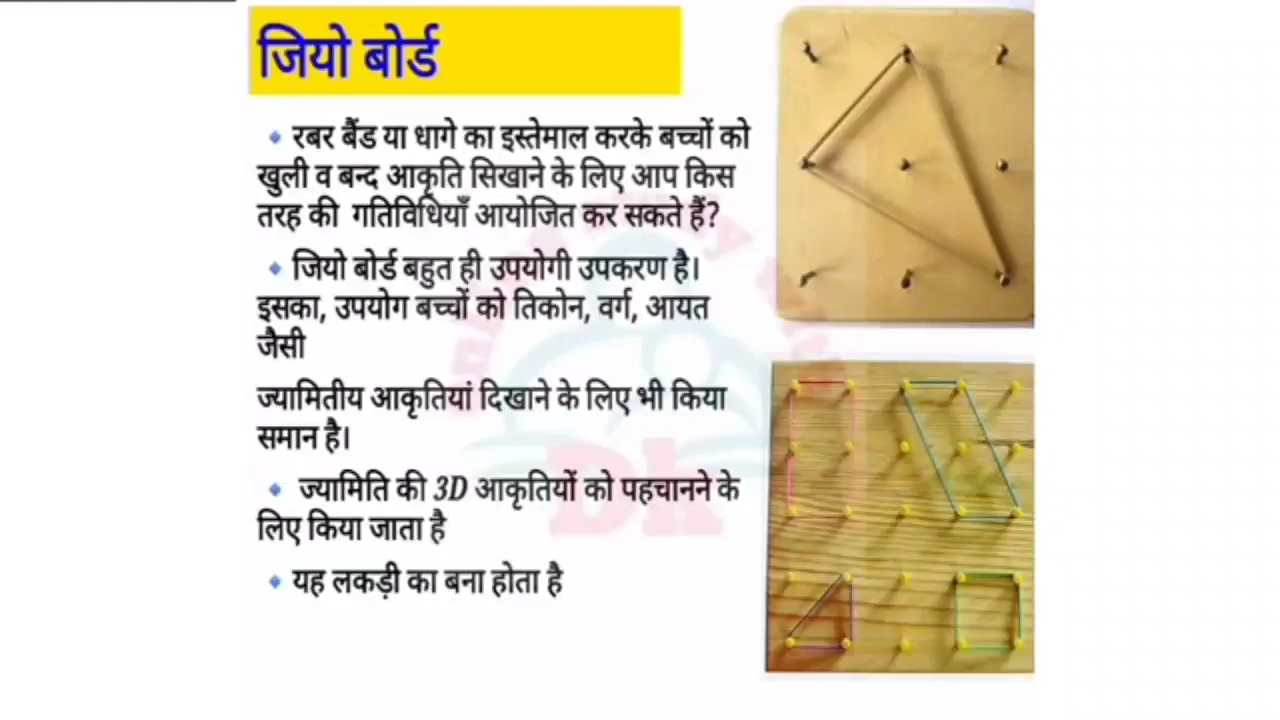 जियो बोर्ड
रबर बैंड या धागे का इस्तेमाल करके बच्चों को
खुली व बन्द आकृति सिखाने के लिए आप किस
तरह की गतिविधियाँ आयोजित कर सकते हैं?
जियो बोर्ड बहुत ही उपयोगी उपकरण है।
इसका, उपयोग बच्चों को तिकोन, वर्ग, आयत
जैसी
ज्यामितीय आकृतियां दिखाने के लिए भी किया
समान है।
ज्यामिति की 3D आकृतियों को पहचानने के
लिए किया जाता है
यह लकड़ी का बना होता है
Dk